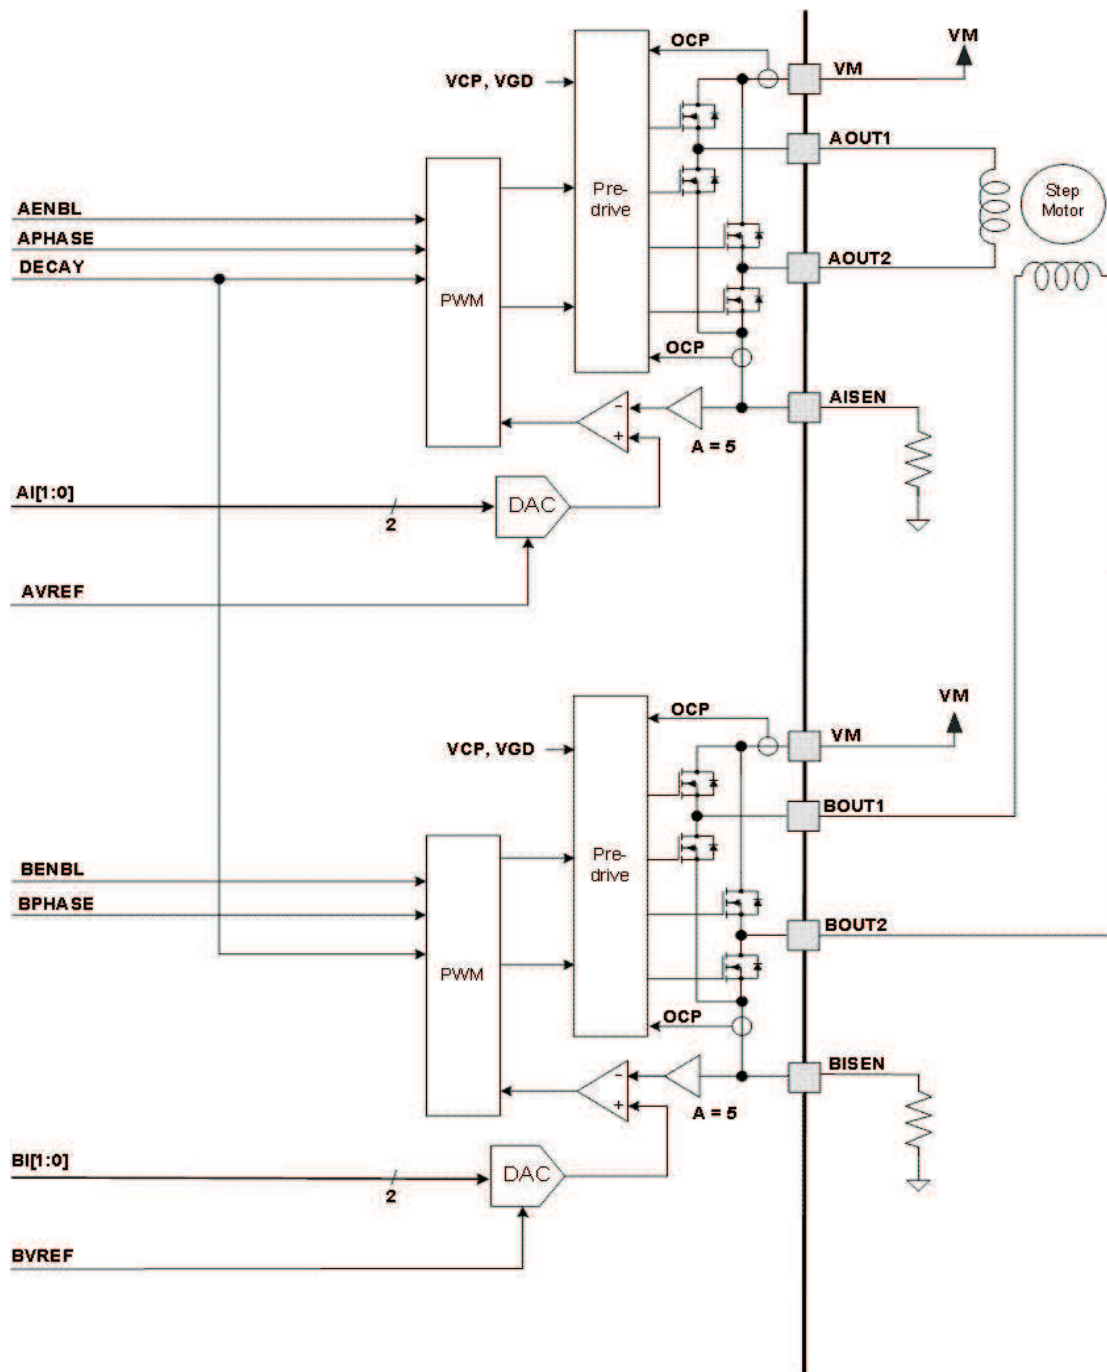 OCP
VM
VM
VCP, VGD
AOUT1
Pre-
drive
Step
Motor
AENBL
APHASE
DECAY
AOUT2
PWM
OCP
-
+
A = 5
AISEN
AI[1:0]
2
DAC
AVREF
OCP
VM
VM
VCP, VGD
BOUT1
Pre-
drive
BENBL
BPHASE
BOUT2
PWM
OCP
-
+
A = 5
BISEN
BI[1:0]
2
DAC
BVREF